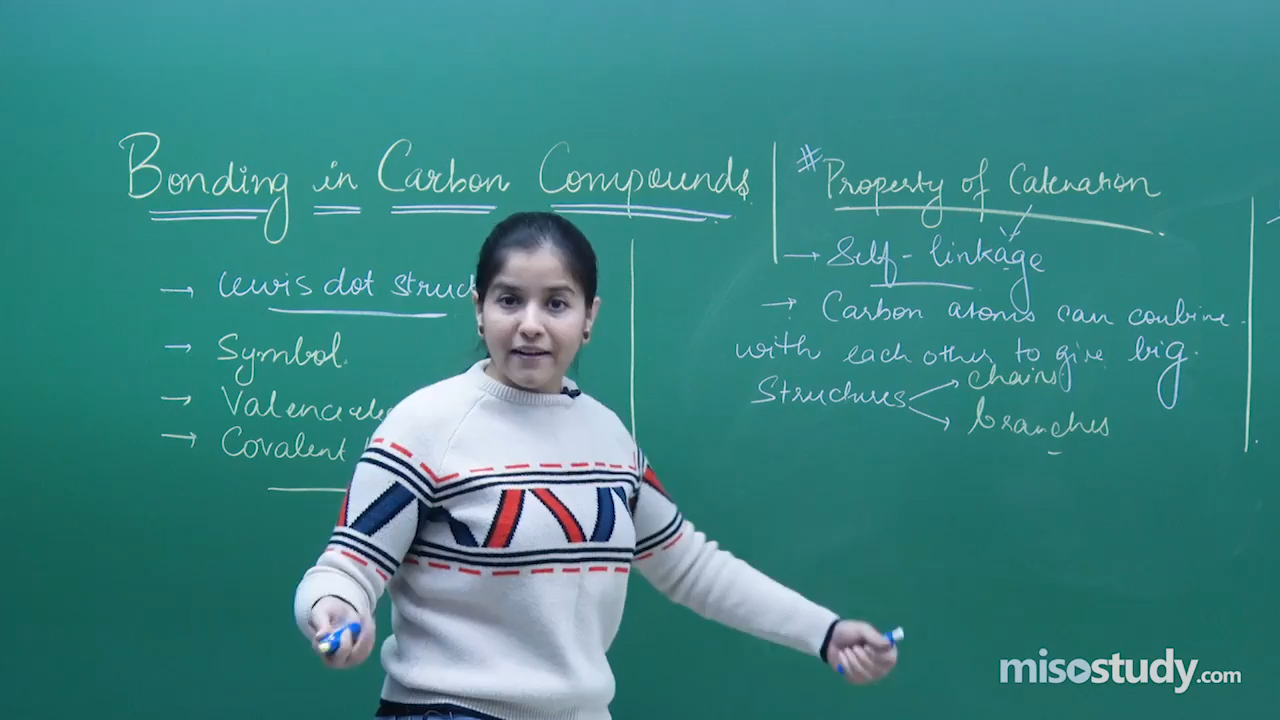 Bonding in Carbon Compounds
→ Lewis dot struc
→ Symbol.
→ Valence ele
→ Covalent
# Property of Catenation
→ Self-linkage
→ Carbon atoms can combine
with each other to give big
Structures → chains
→ branches
misostudy.com